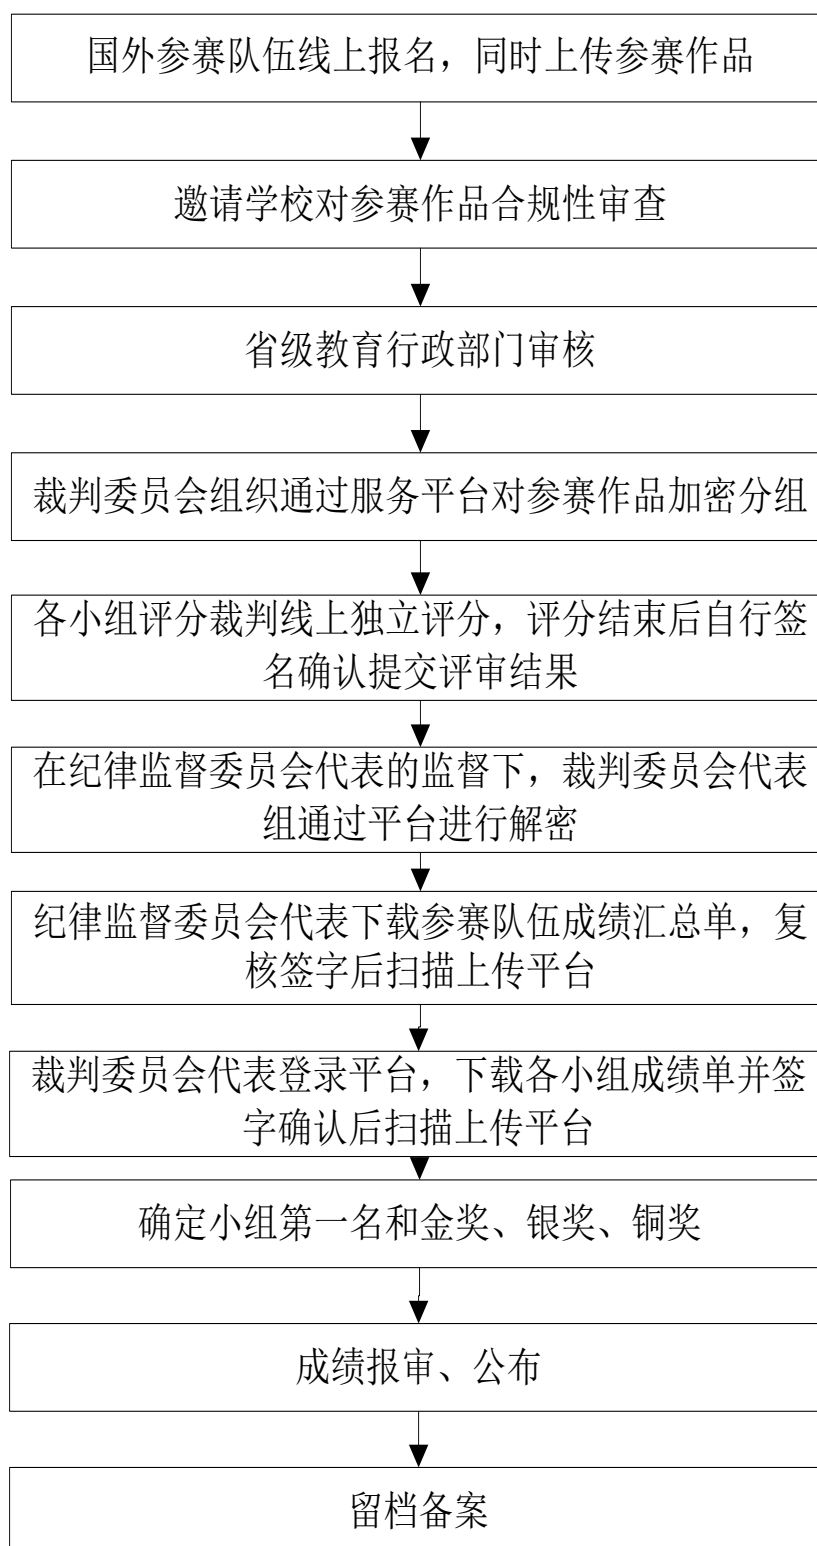 国外参赛队伍线上报名，同时上传参赛作品
邀请学校对参赛作品合规性审查
省级教育行政部门审核
裁判委员会组织通过服务平台对参赛作品加密分组
各小组评分裁判线上独立评分，评分结束后自行签
名确认提交评审结果
在纪律监督委员会代表的监督下，裁判委员会代表
组通过平台进行解密
纪律监督委员会代表下载参赛队伍成绩汇总单，复
核签字后扫描上传平台
裁判委员会代表登录平台，下载各小组成绩单并签
字确认后扫描上传平台
确定小组第一名和金奖、银奖、铜奖
成绩报审、公布
留档备案